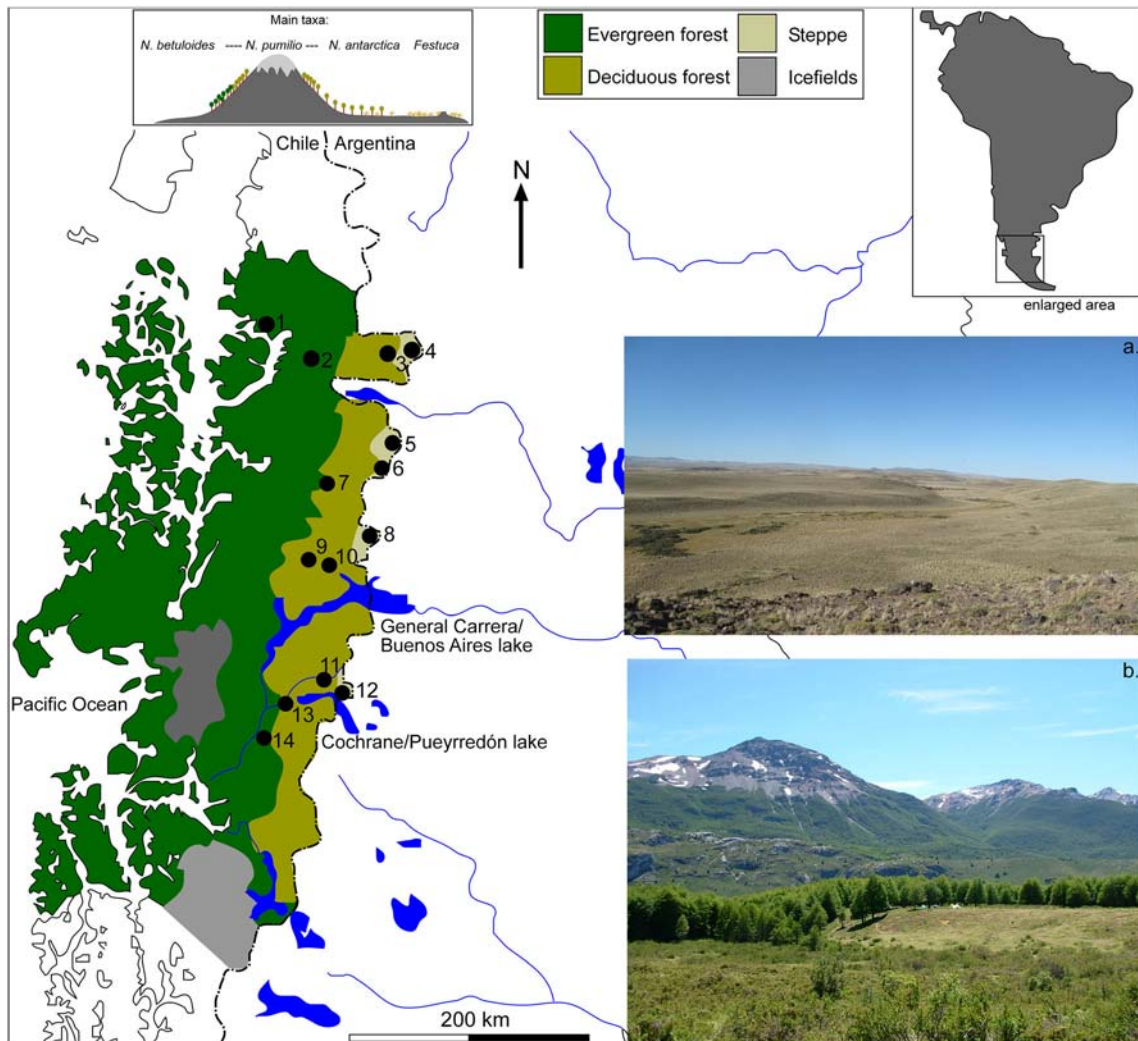 Main taxa:
N. betuloides ---- N. pumilio --- N. antarctica Festuca
Evergreen forest
Deciduous forest
Steppe
Icefields
Chile
Argentina
N
enlarged area
1
2
3
4
5
6
7
8
9
10
General Carrera/
Buenos Aires lake
11
12
13
14
Pacific Ocean
Cochrane/Pueyrredón lake
200 km
a.
b.